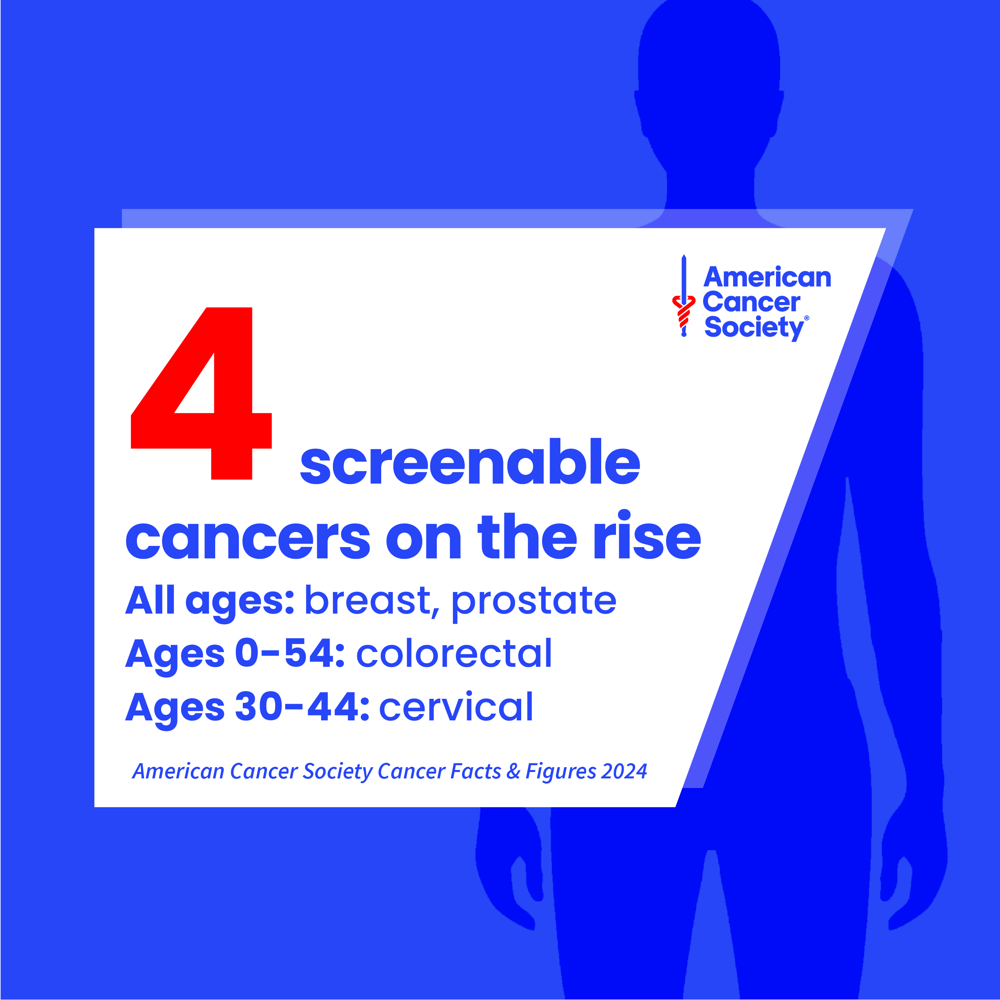 American
Cancer
Society®
4 screenable
cancers on the rise
All ages: breast, prostate
Ages 0–54: colorectal
Ages 30–44: cervical
American Cancer Society Cancer Facts & Figures 2024